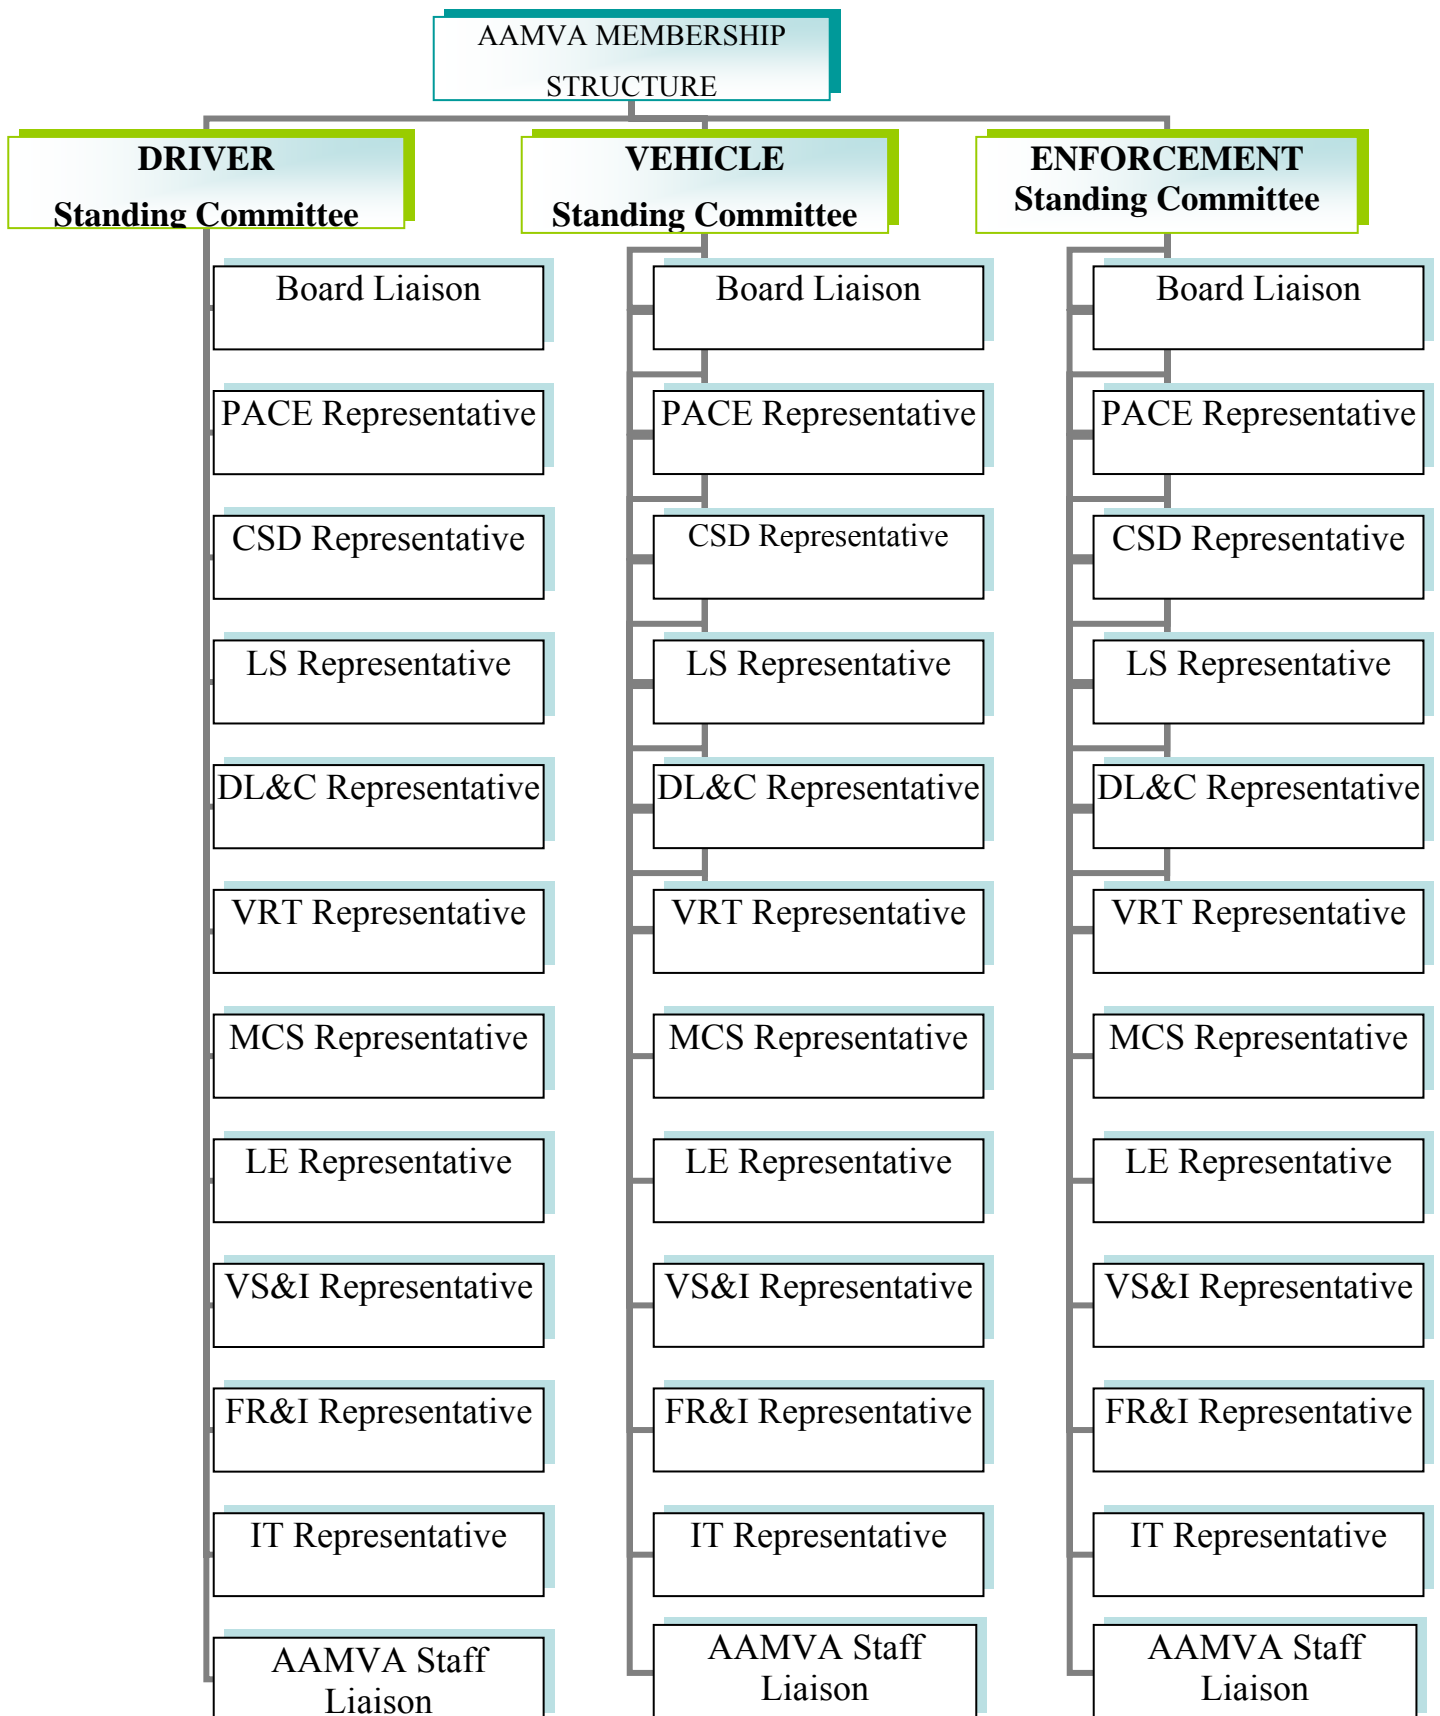 AAMVA MEMBERSHIP
STRUCTURE
DRIVER
Standing Committee
Board Liaison
PACE Representative
CSD Representative
LS Representative
DL&C Representative
VRT Representative
MCS Representative
LE Representative
VS&I Representative
FR&I Representative
IT Representative
AAMVA Staff
Liaison
VEHICLE
Standing Committee
Board Liaison
PACE Representative
CSD Representative
LS Representative
DL&C Representative
VRT Representative
MCS Representative
LE Representative
VS&I Representative
FR&I Representative
IT Representative
AAMVA Staff
Liaison
ENFORCEMENT
Standing Committee
Board Liaison
PACE Representative
CSD Representative
LS Representative
DL&C Representative
VRT Representative
MCS Representative
LE Representative
VS&I Representative
FR&I Representative
IT Representative
AAMVA Staff
Liaison